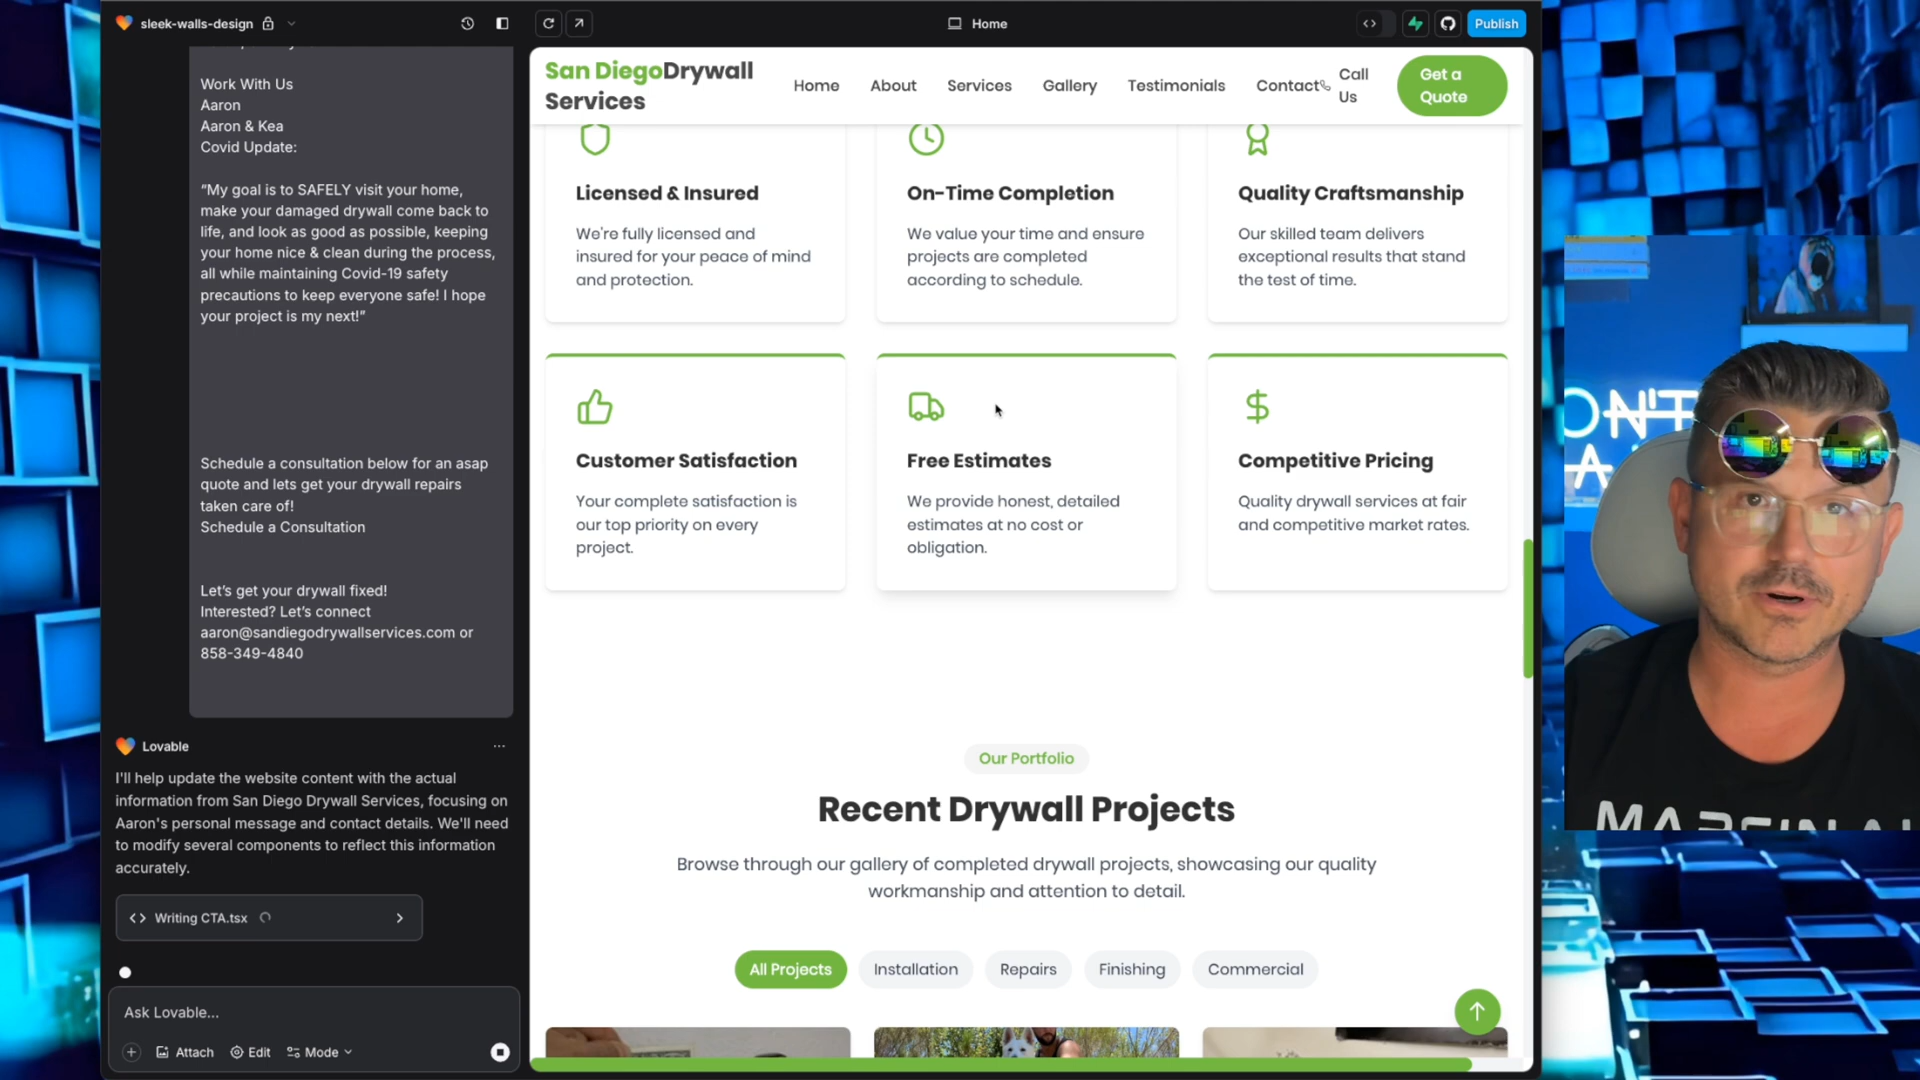 sleek-walls-design
Home
Publish
Work With Us
Aaron
Aaron & Kea
Covid Update:
“My goal is to SAFELY visit your home,
make your damaged drywall come back to
life, and look as good as possible, keeping
your home nice & clean during the process,
all while maintaining Covid-19 safety
precautions to keep everyone safe! I hope
your project is my next!”
Schedule a consultation below for an asap
quote and lets get your drywall repairs
taken care of!
Schedule a Consultation
Let’s get your drywall fixed!
Interested? Let’s connect
aaron@sandiegodrywallservices.com or
858-349-4840
Lovable
I'll help update the website content with the actual
information from San Diego Drywall Services, focusing on
Aaron's personal message and contact details. We'll need
to modify several components to reflect this information
accurately.
Writing CTA.tsx
Ask Lovable...
Attach Edit Mode
San DiegoDrywall
Services
Home About Services Gallery Testimonials Contact
Call
Us
Get a
Quote
Licensed & Insured
We're fully licensed and
insured for your peace of mind
and protection.
On-Time Completion
We value your time and ensure
projects are completed
according to schedule.
Quality Craftsmanship
Our skilled team delivers
exceptional results that stand
the test of time.
Customer Satisfaction
Your complete satisfaction is
our top priority on every
project.
Free Estimates
We provide honest, detailed
estimates at no cost or
obligation.
Competitive Pricing
Quality drywall services at fair
and competitive market rates.
Our Portfolio
Recent Drywall Projects
Browse through our gallery of completed drywall projects, showcasing our quality
workmanship and attention to detail.
All Projects Installation Repairs Finishing Commercial